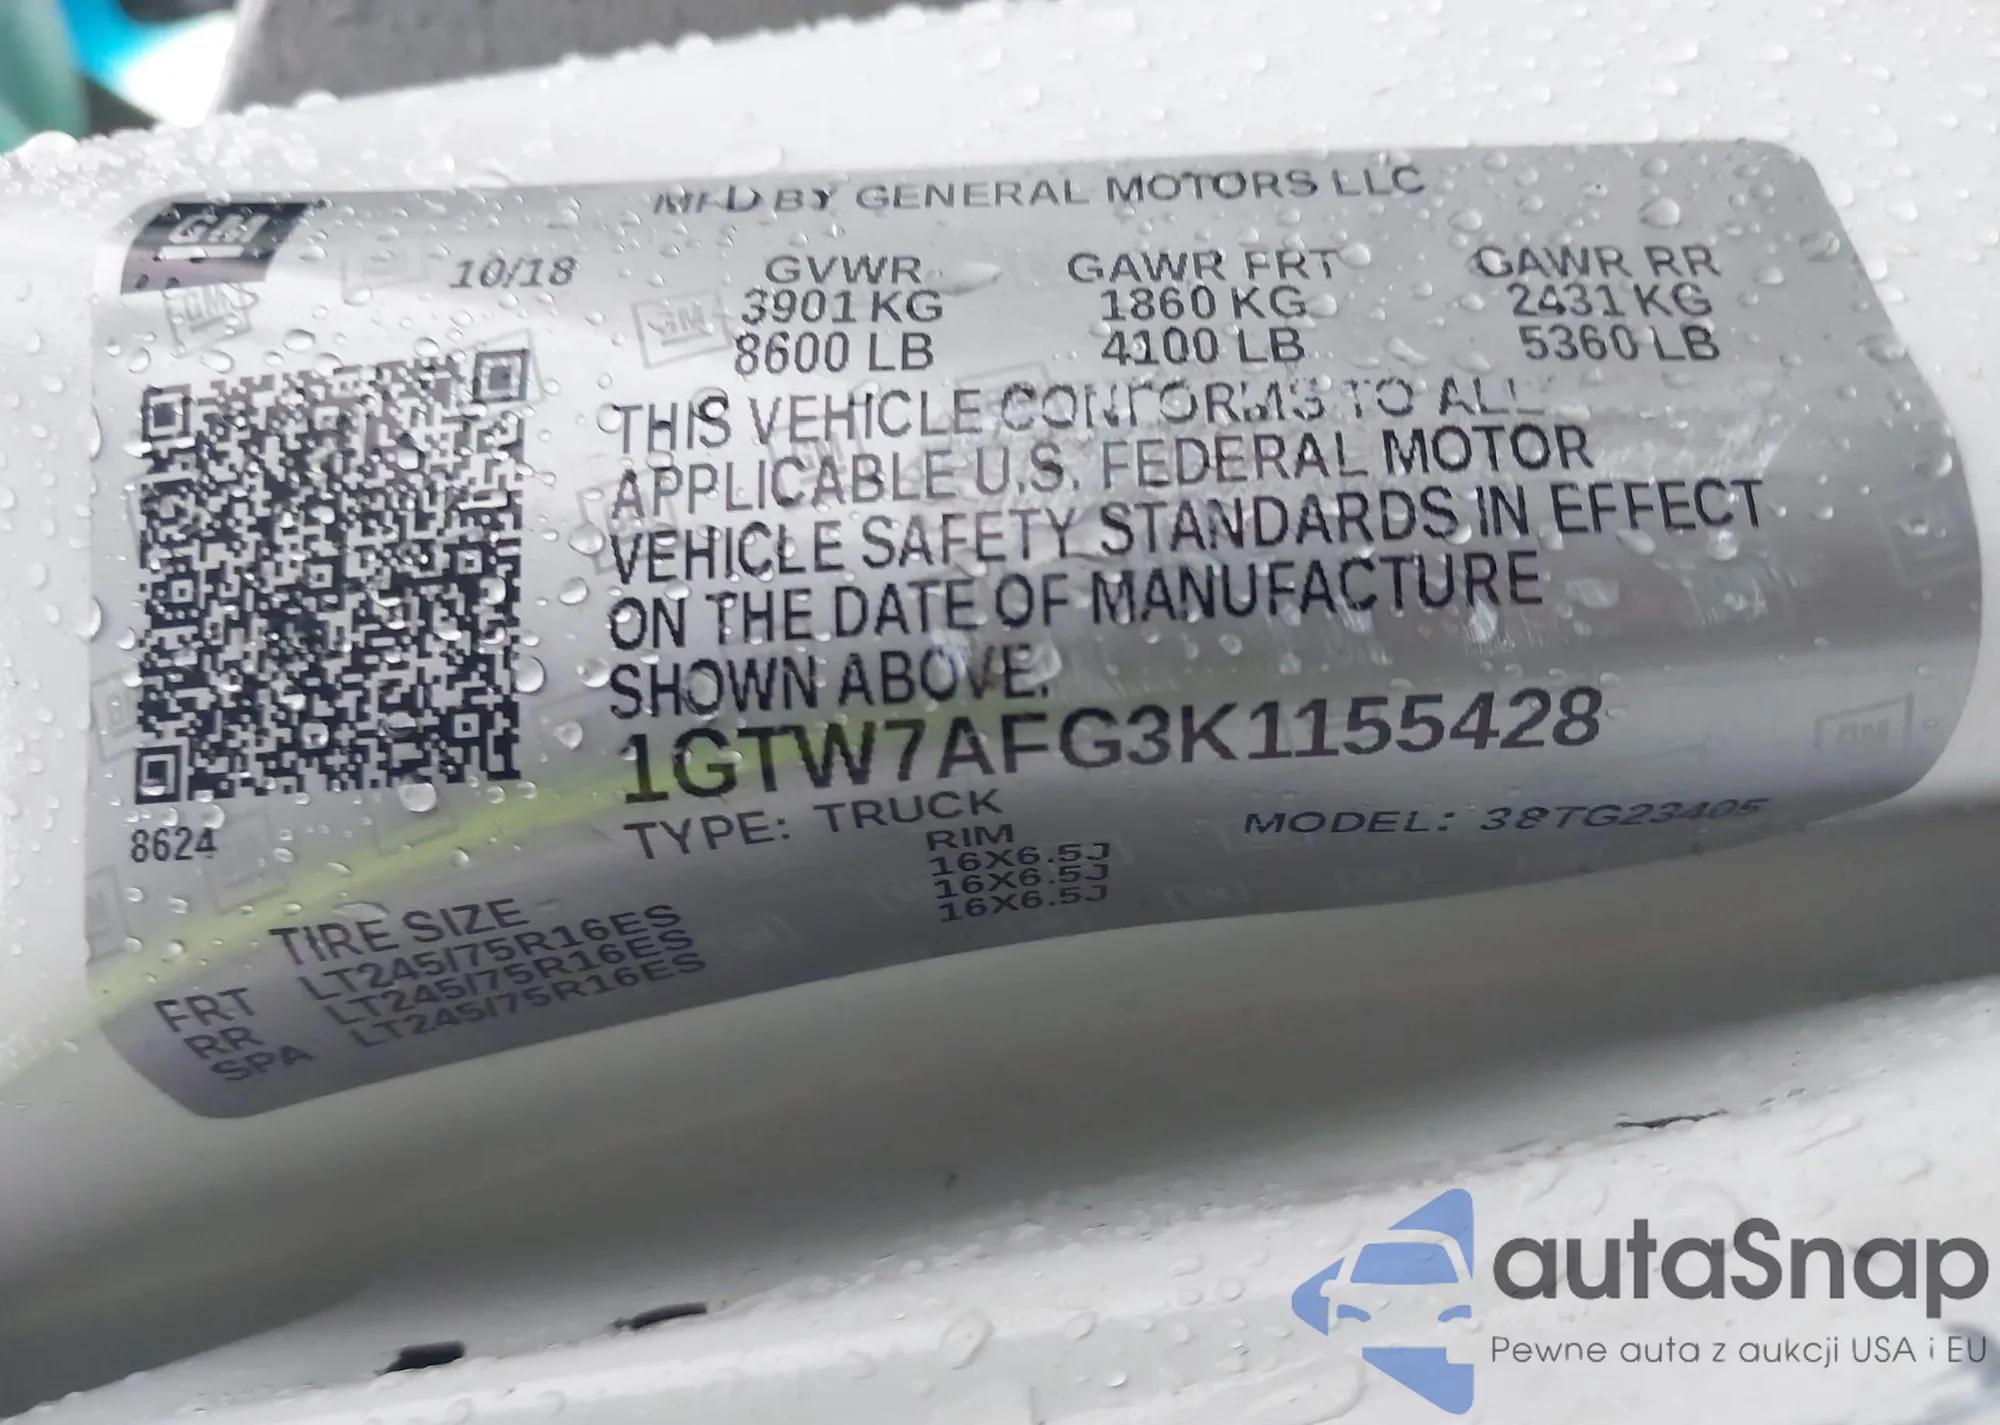 GM
MFD BY GENERAL MOTORS LLC
10/18 GVWR GAWR FRT GAWR RR
3901 KG 1860 KG 2431 KG
8600 LB 4100 LB 5360 LB
THIS VEHICLE CONFORMS TO ALL
APPLICABLE U.S. FEDERAL MOTOR
VEHICLE SAFETY STANDARDS IN EFFECT
ON THE DATE OF MANUFACTURE
SHOWN ABOVE.
1GTW7AFG3K1155428
8624
TYPE: TRUCK MODEL: 38TG23405
TIRE SIZE RIM
FRT LT245/75R16ES 16X6.5J
RR LT245/75R16ES 16X6.5J
SPA LT245/75R16ES 16X6.5J
autaSnap
Pewne auta z aukcji USA i EU